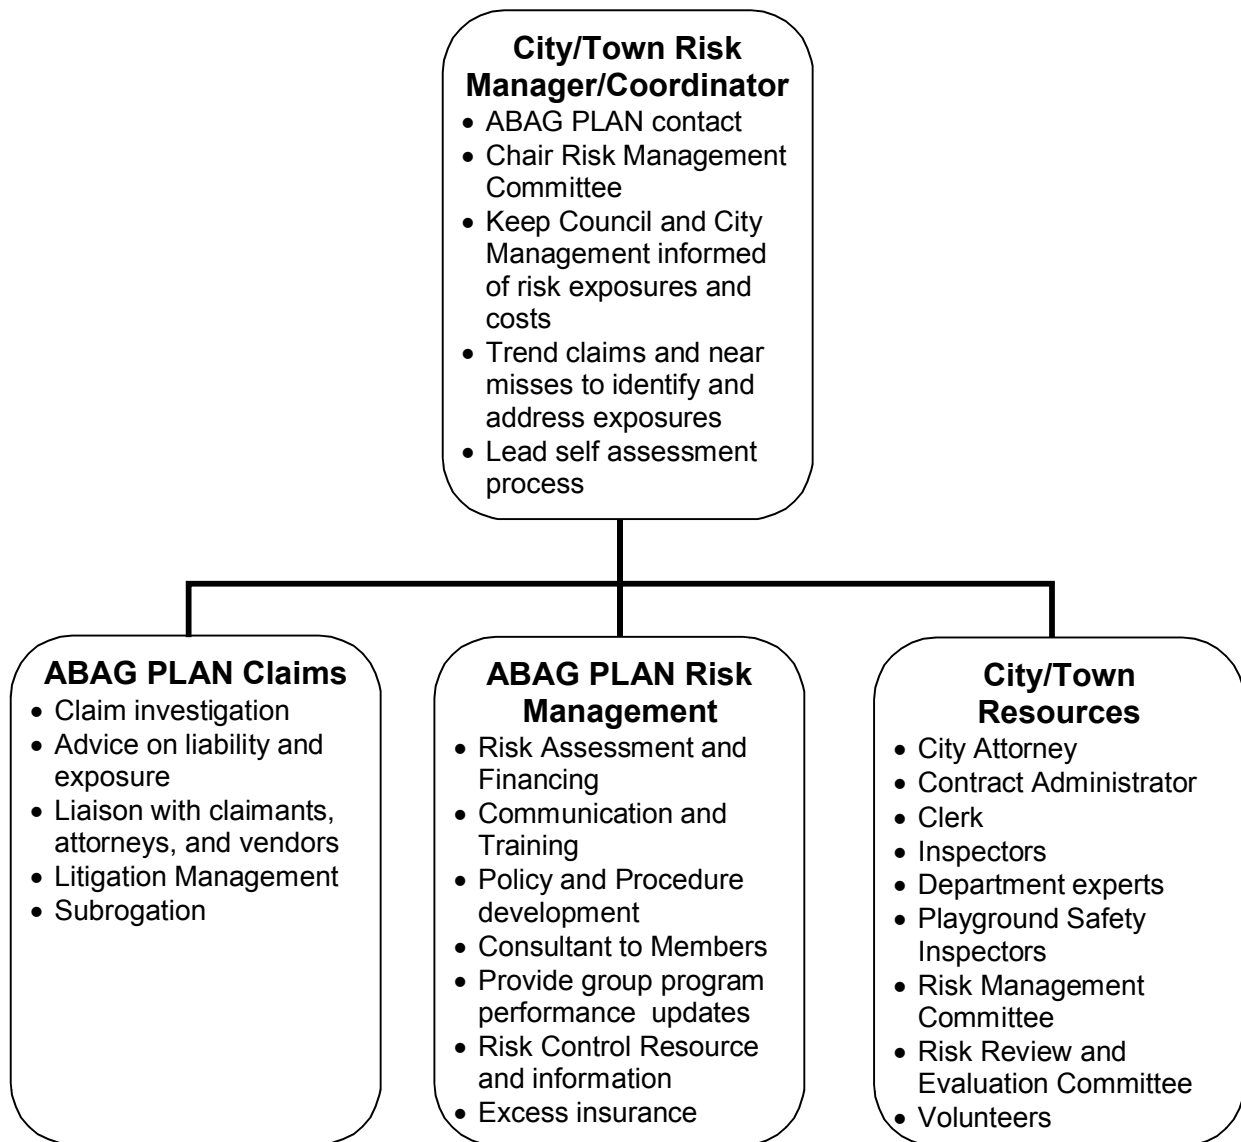 City/Town Risk
Manager/Coordinator
• ABAG PLAN contact
• Chair Risk Management
Committee
• Keep Council and City
Management informed
of risk exposures and
costs
• Trend claims and near
misses to identify and
address exposures
• Lead self assessment
process
ABAG PLAN Claims
• Claim investigation
• Advice on liability and
exposure
• Liaison with claimants,
attorneys, and vendors
• Litigation Management
• Subrogation
ABAG PLAN Risk
Management
• Risk Assessment and
Financing
• Communication and
Training
• Policy and Procedure
development
• Consultant to Members
• Provide group program
performance  updates
• Risk Control Resource
and information
• Excess insurance
City/Town
Resources
• City Attorney
• Contract Administrator
• Clerk
• Inspectors
• Department experts
• Playground Safety
Inspectors
• Risk Management
Committee
• Risk Review and
Evaluation Committee
• Volunteers